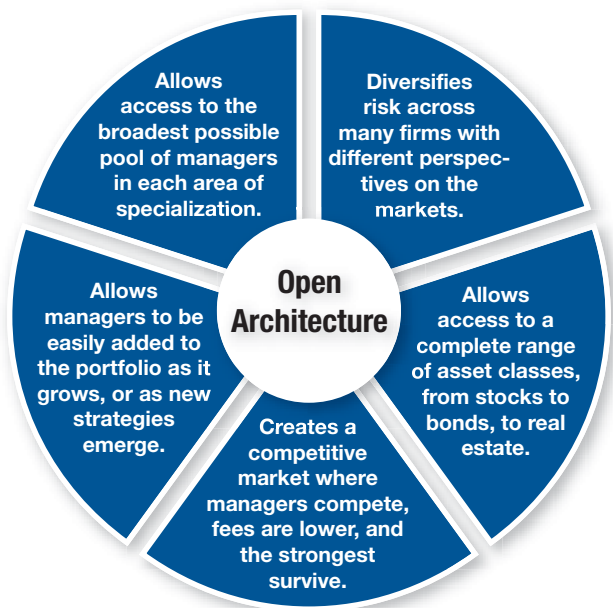 Allows
access to the
broadest possible
pool of managers
in each area of
specialization.
Diversifies
risk across
many firms with
different perspec-
tives on the
markets.
Open
Architecture
Allows
managers to be
easily added to
the portfolio as it
grows, or as new
strategies
emerge.
Allows
access to a
complete range
of asset classes,
from stocks to
bonds, to real
estate.
Creates a
competitive
market where
managers compete,
fees are lower, and
the strongest
survive.